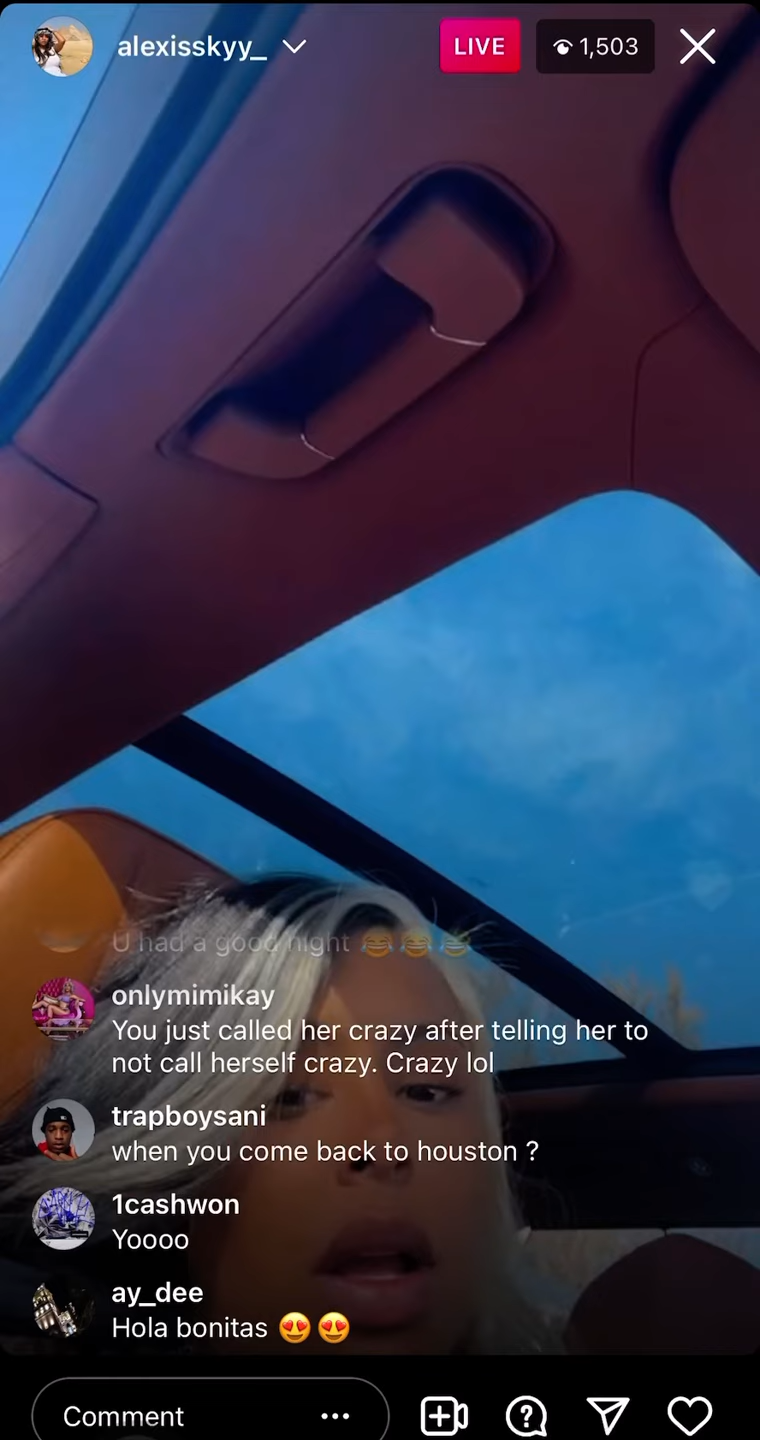 alexisskyy_
LIVE
1,503
U had a good night 😂😂😂
onlymimikay
You just called her crazy after telling her to
not call herself crazy. Crazy lol
trapboysani
when you come back to houston ?
1cashwon
Yoooo
ay_dee
Hola bonitas 😍😍
Comment